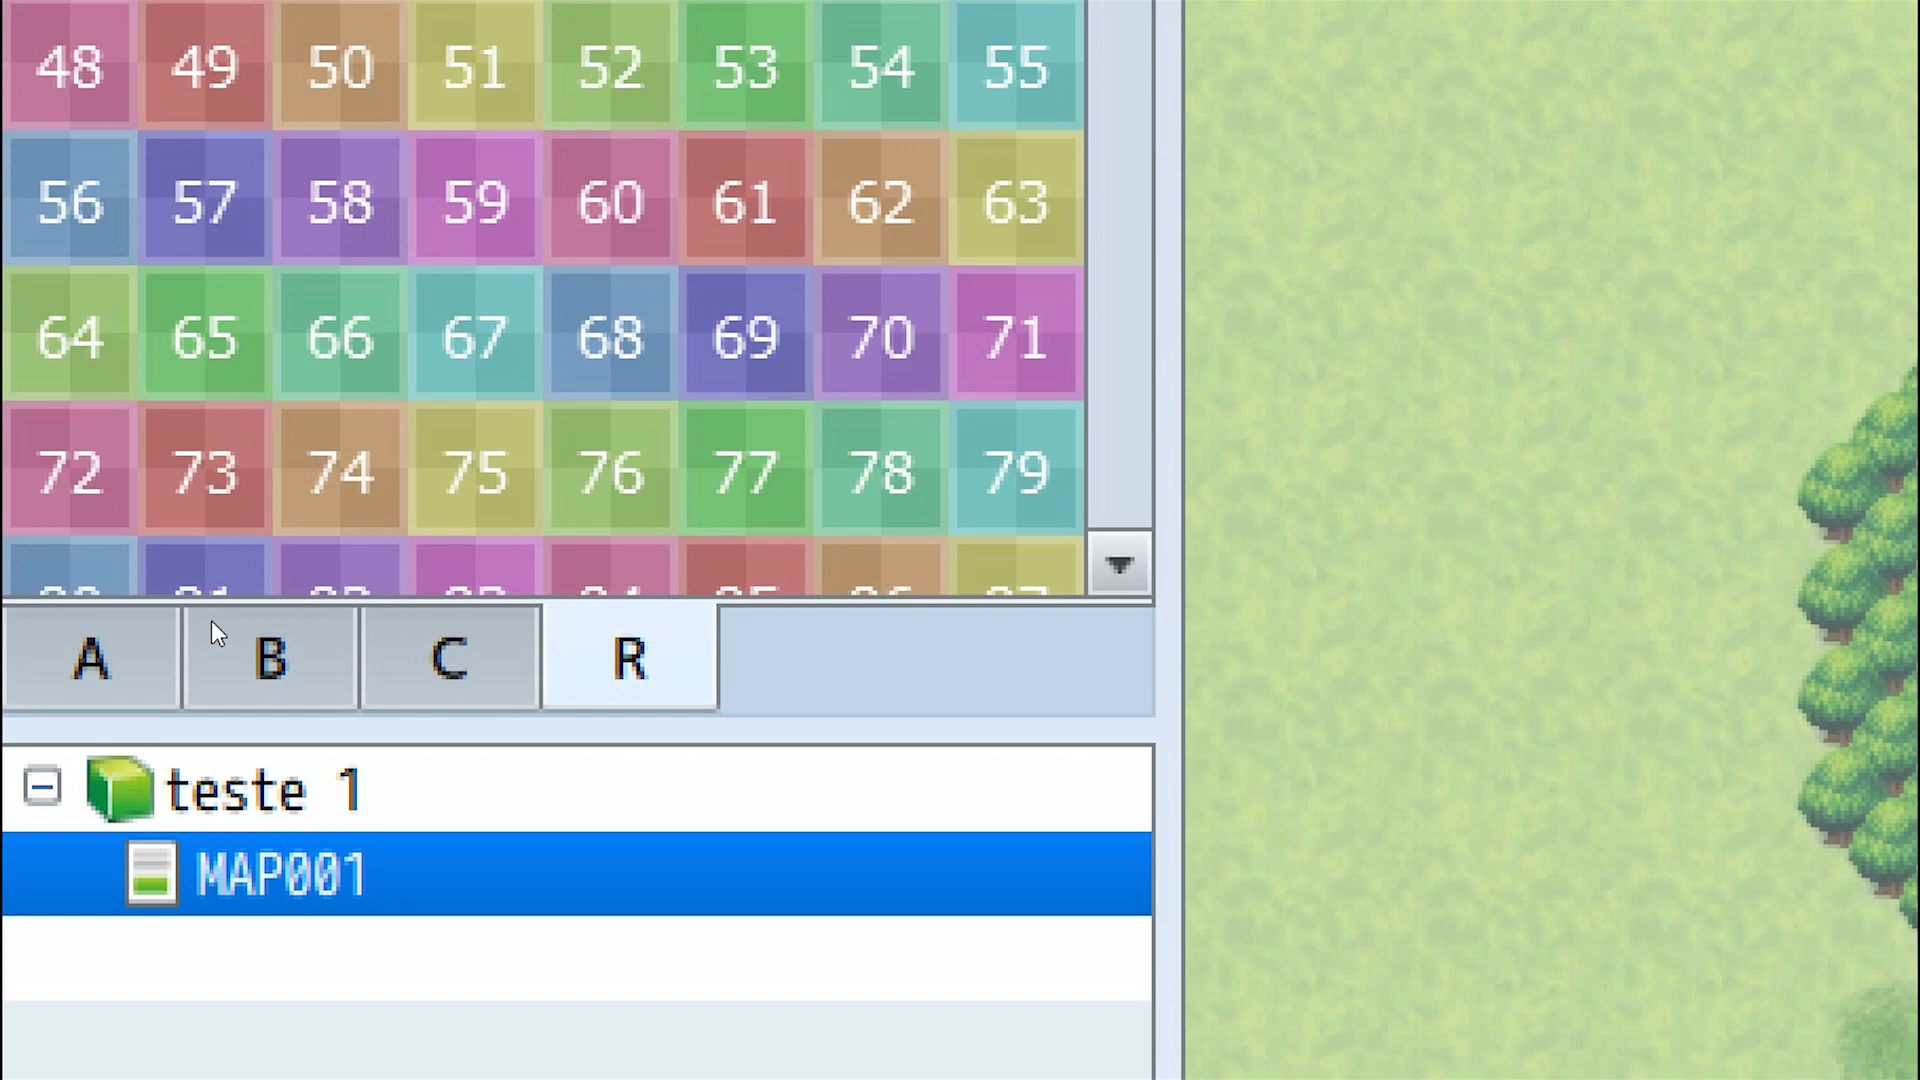 48 49 50 51 52 53 54 55
56 57 58 59 60 61 62 63
64 65 66 67 68 69 70 71
72 73 74 75 76 77 78 79
A B C R
teste 1
MAP001